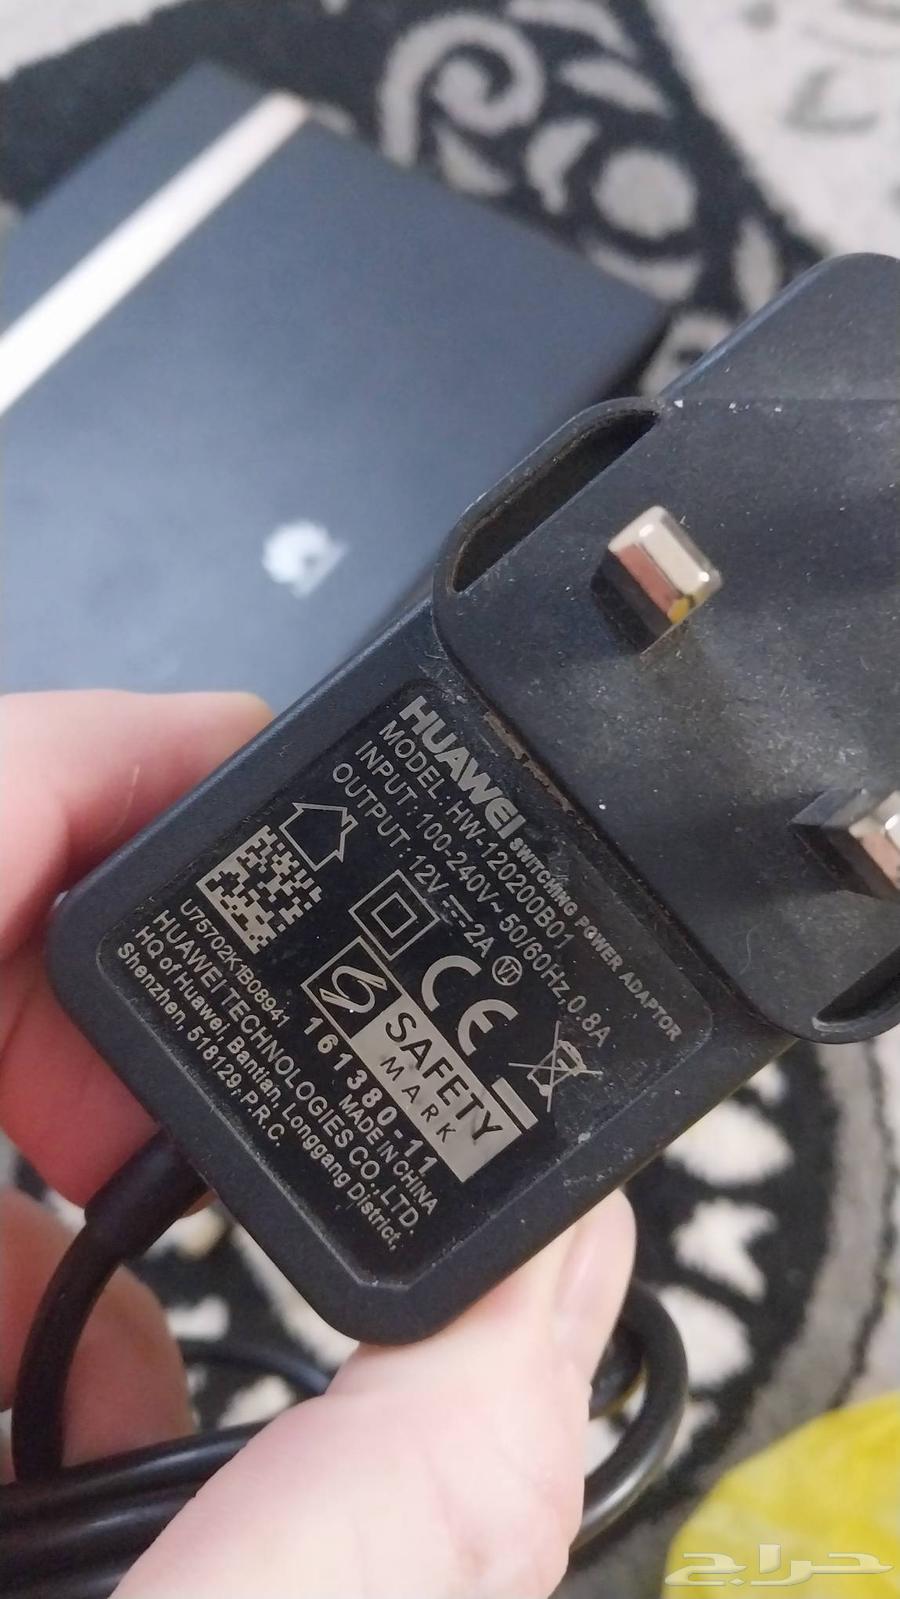 HUAWEI SWITCHING POWER ADAPTOR
MODEL: HW-120200B01
INPUT: 100-240V~ 50/60Hz, 0.8A
OUTPUT: 12V⎓2A VI
CE
SAFETY
MARK
161380-11
MADE IN CHINA
U75702K1B08941
HUAWEI TECHNOLOGIES CO., LTD.
HQ of Huawei, Bantian, Longgang District,
Shenzhen, 518129, P.R.C.
حراج